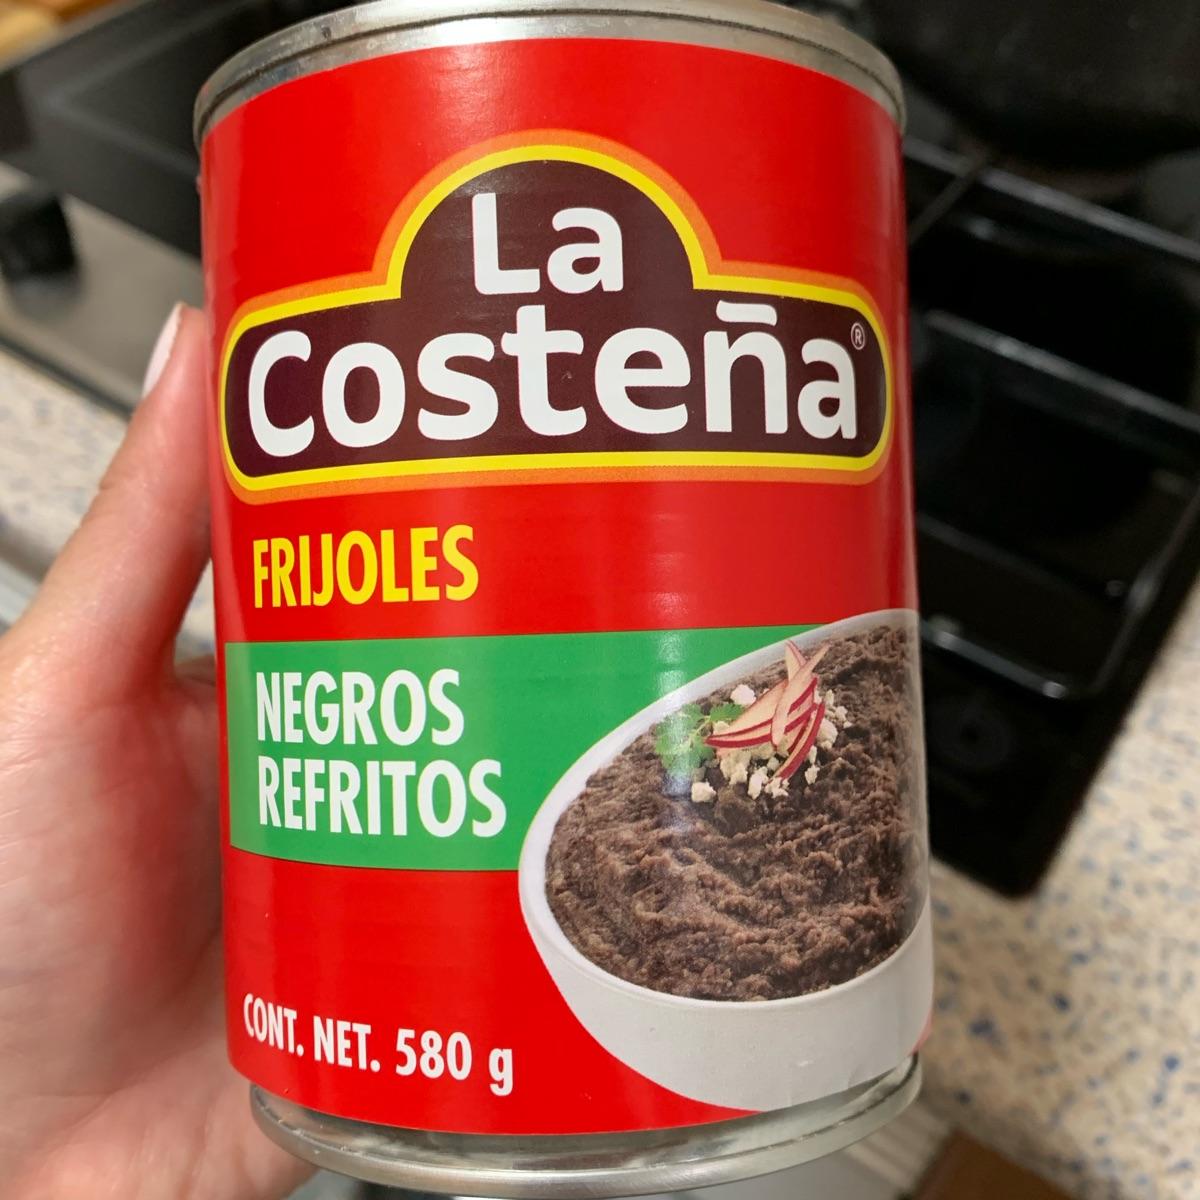 La
Costeña®
FRIJOLES
NEGROS
REFRITOS
CONT. NET. 580 g